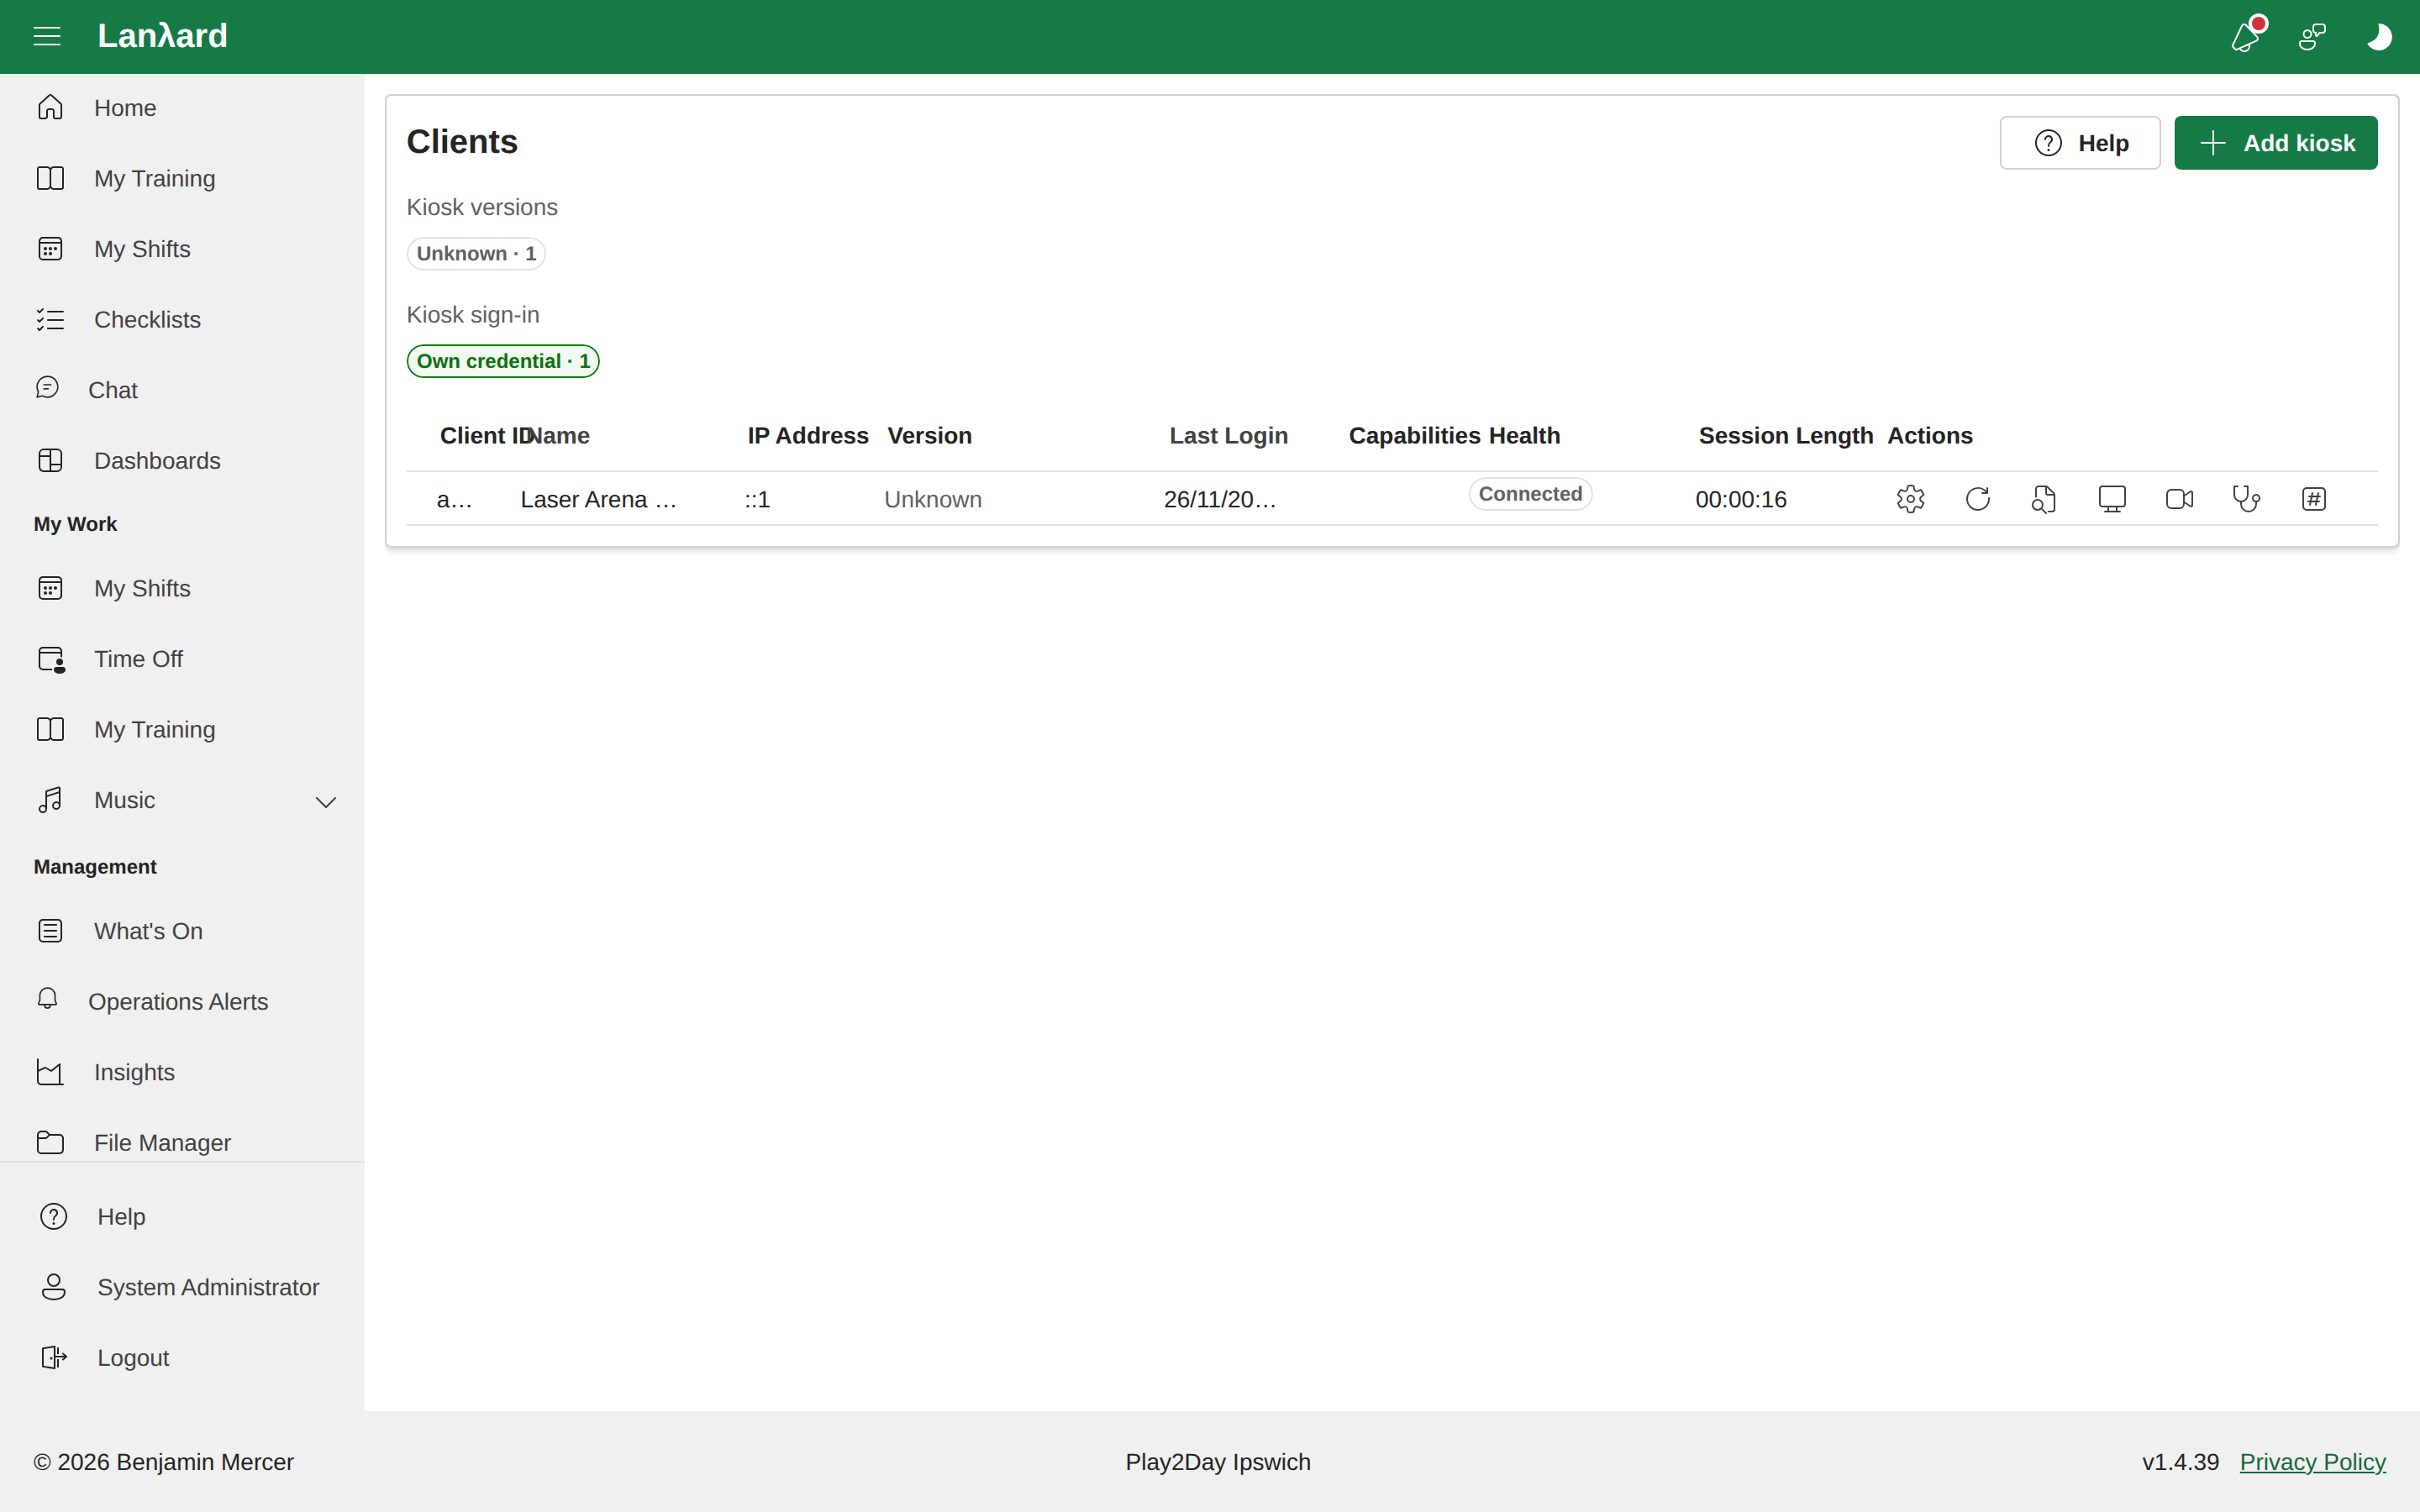 Lanλard
Home
My Training
My Shifts
Checklists
Chat
Dashboards
My Work
My Shifts
Time Off
My Training
Music
Management
What's On
Operations Alerts
Insights
File Manager
Help
System Administrator
Logout
Clients
Help
Add kiosk
Kiosk versions
Unknown · 1
Kiosk sign-in
Own credential · 1
Client ID Name IP Address Version Last Login Capabilities Health Session Length Actions
a… Laser Arena … ::1 Unknown 26/11/20… Connected 00:00:16
© 2026 Benjamin Mercer
Play2Day Ipswich
v1.4.39 Privacy Policy